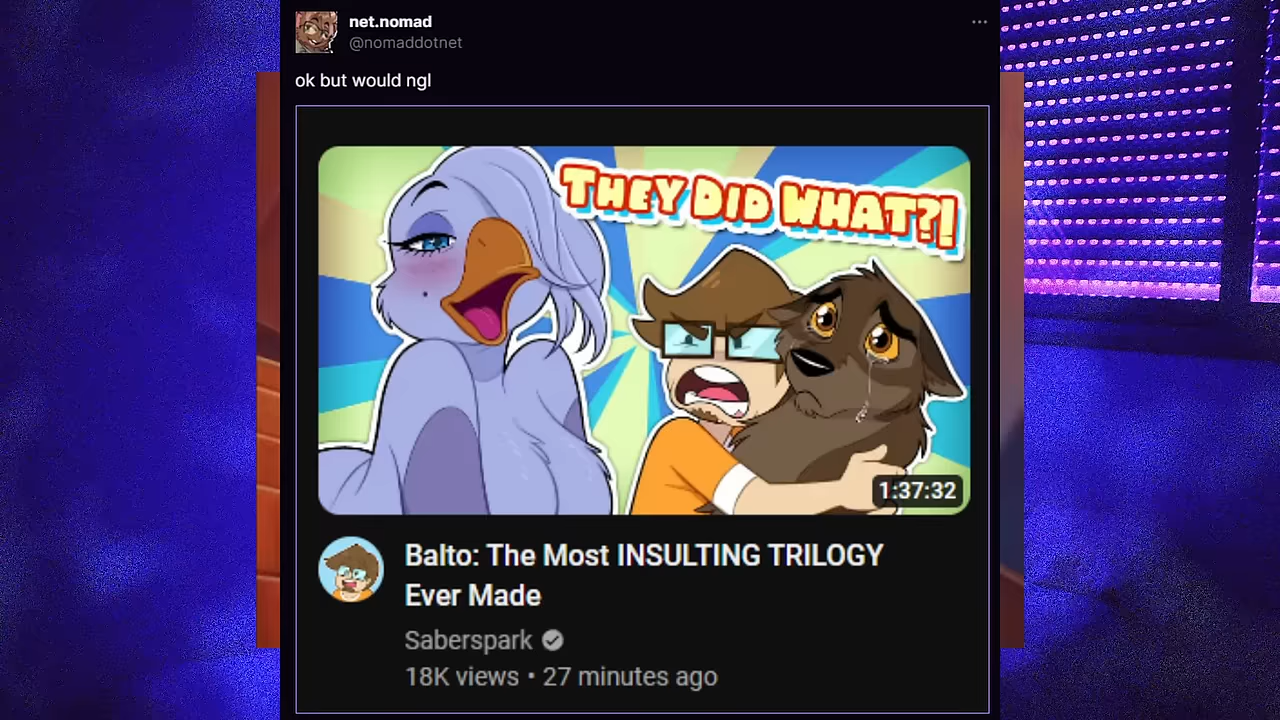 net.nomad
@nomaddotnet
ok but would ngl
THEY DID WHAT?!
1:37:32
Balto: The Most INSULTING TRILOGY
Ever Made
Saberspark
18K views • 27 minutes ago